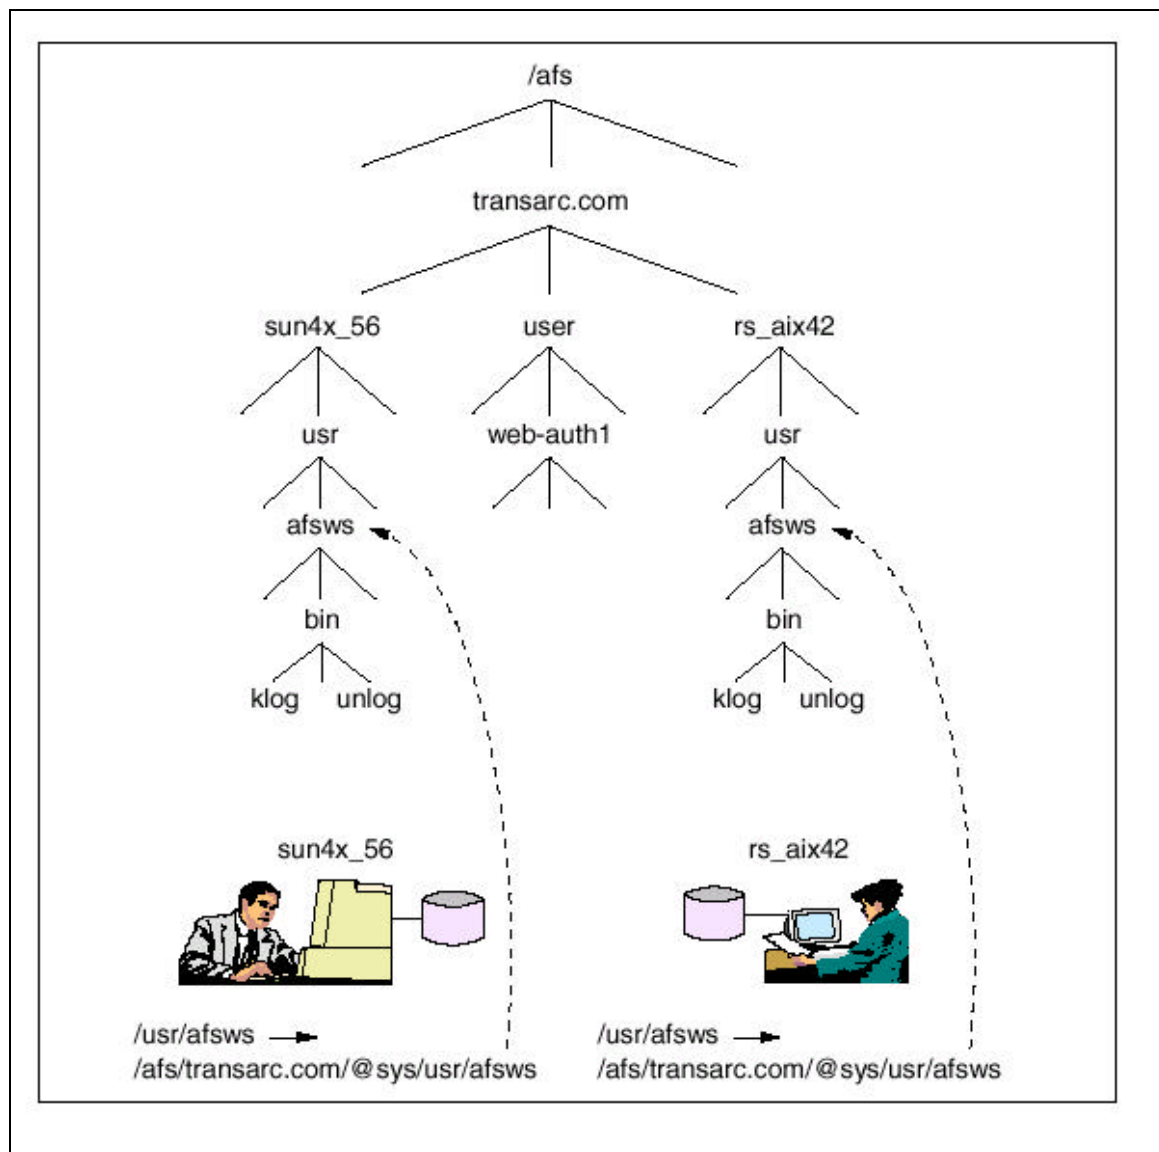 /afs
transarc.com
sun4x_56 user rs_aix42
usr web-auth1 usr
afsws afsws
bin bin
klog unlog klog unlog
sun4x_56 rs_aix42
/usr/afsws /usr/afsws
/afs/transarc.com/@sys/usr/afsws /afs/transarc.com/@sys/usr/afsws